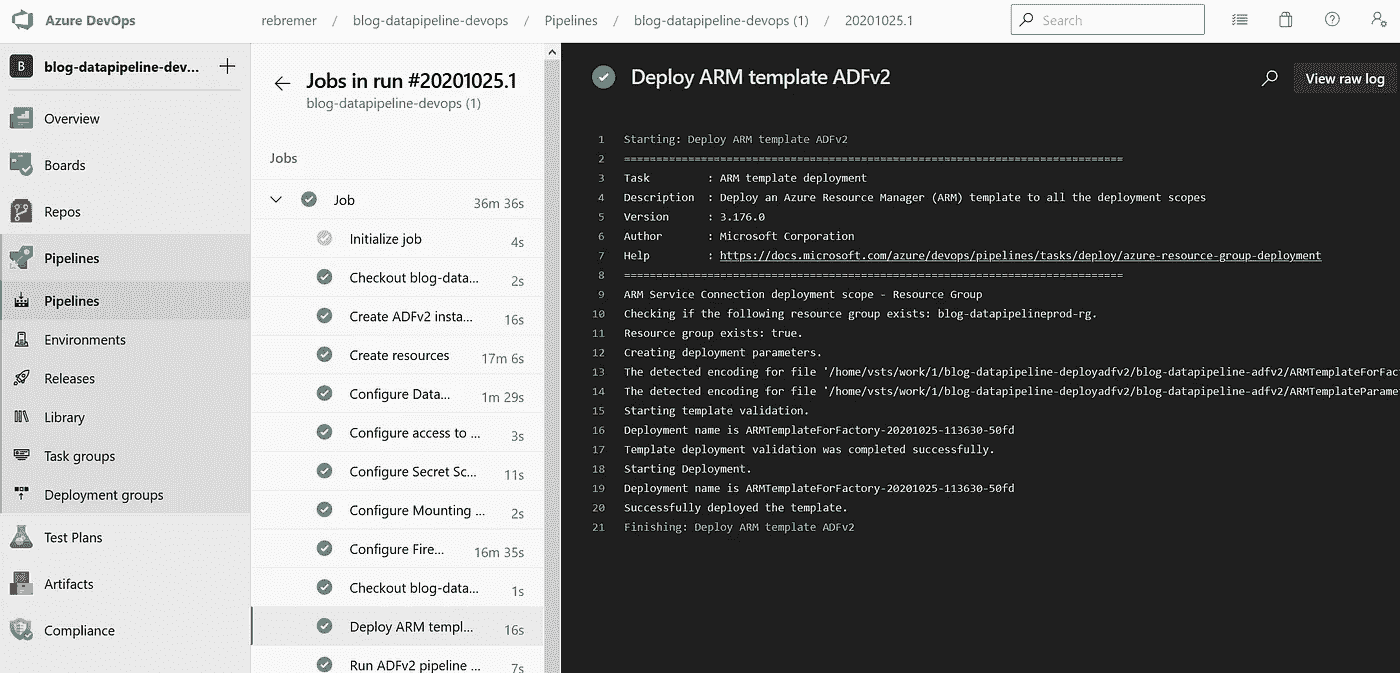 Azure DevOps
rebremer / blog-datapipeline-devops / Pipelines / blog-datapipeline-devops (1) / 20201025.1
Search
B blog-datapipeline-dev...
Overview
Boards
Repos
Pipelines
Pipelines
Environments
Releases
Library
Task groups
Deployment groups
Test Plans
Artifacts
Compliance
Jobs in run #20201025.1
blog-datapipeline-devops (1)
Jobs
Job 36m 36s
Initialize job 4s
Checkout blog-data... 2s
Create ADFv2 insta... 16s
Create resources 17m 6s
Configure Data... 1m 29s
Configure access to ... 3s
Configure Secret Sc... 11s
Configure Mounting ... 2s
Configure Fire... 16m 35s
Checkout blog-data... 1s
Deploy ARM templ... 16s
Run ADFv2 pipeline ... 7s
Deploy ARM template ADFv2
View raw log
1 Starting: Deploy ARM template ADFv2
2 ==============================================================================
3 Task : ARM template deployment
4 Description : Deploy an Azure Resource Manager (ARM) template to all the deployment scopes
5 Version : 3.176.0
6 Author : Microsoft Corporation
7 Help : https://docs.microsoft.com/azure/devops/pipelines/tasks/deploy/azure-resource-group-deployment
8 ==============================================================================
9 ARM Service Connection deployment scope - Resource Group
10 Checking if the following resource group exists: blog-datapipelineprod-rg.
11 Resource group exists: true.
12 Creating deployment parameters.
13 The detected encoding for file '/home/vsts/work/1/blog-datapipeline-deployadfv2/blog-datapipeline-adfv2/ARMTemplateForFac
14 The detected encoding for file '/home/vsts/work/1/blog-datapipeline-deployadfv2/blog-datapipeline-adfv2/ARMTemplateParame
15 Starting template validation.
16 Deployment name is ARMTemplateForFactory-20201025-113630-50fd
17 Template deployment validation was completed successfully.
18 Starting Deployment.
19 Deployment name is ARMTemplateForFactory-20201025-113630-50fd
20 Successfully deployed the template.
21 Finishing: Deploy ARM template ADFv2